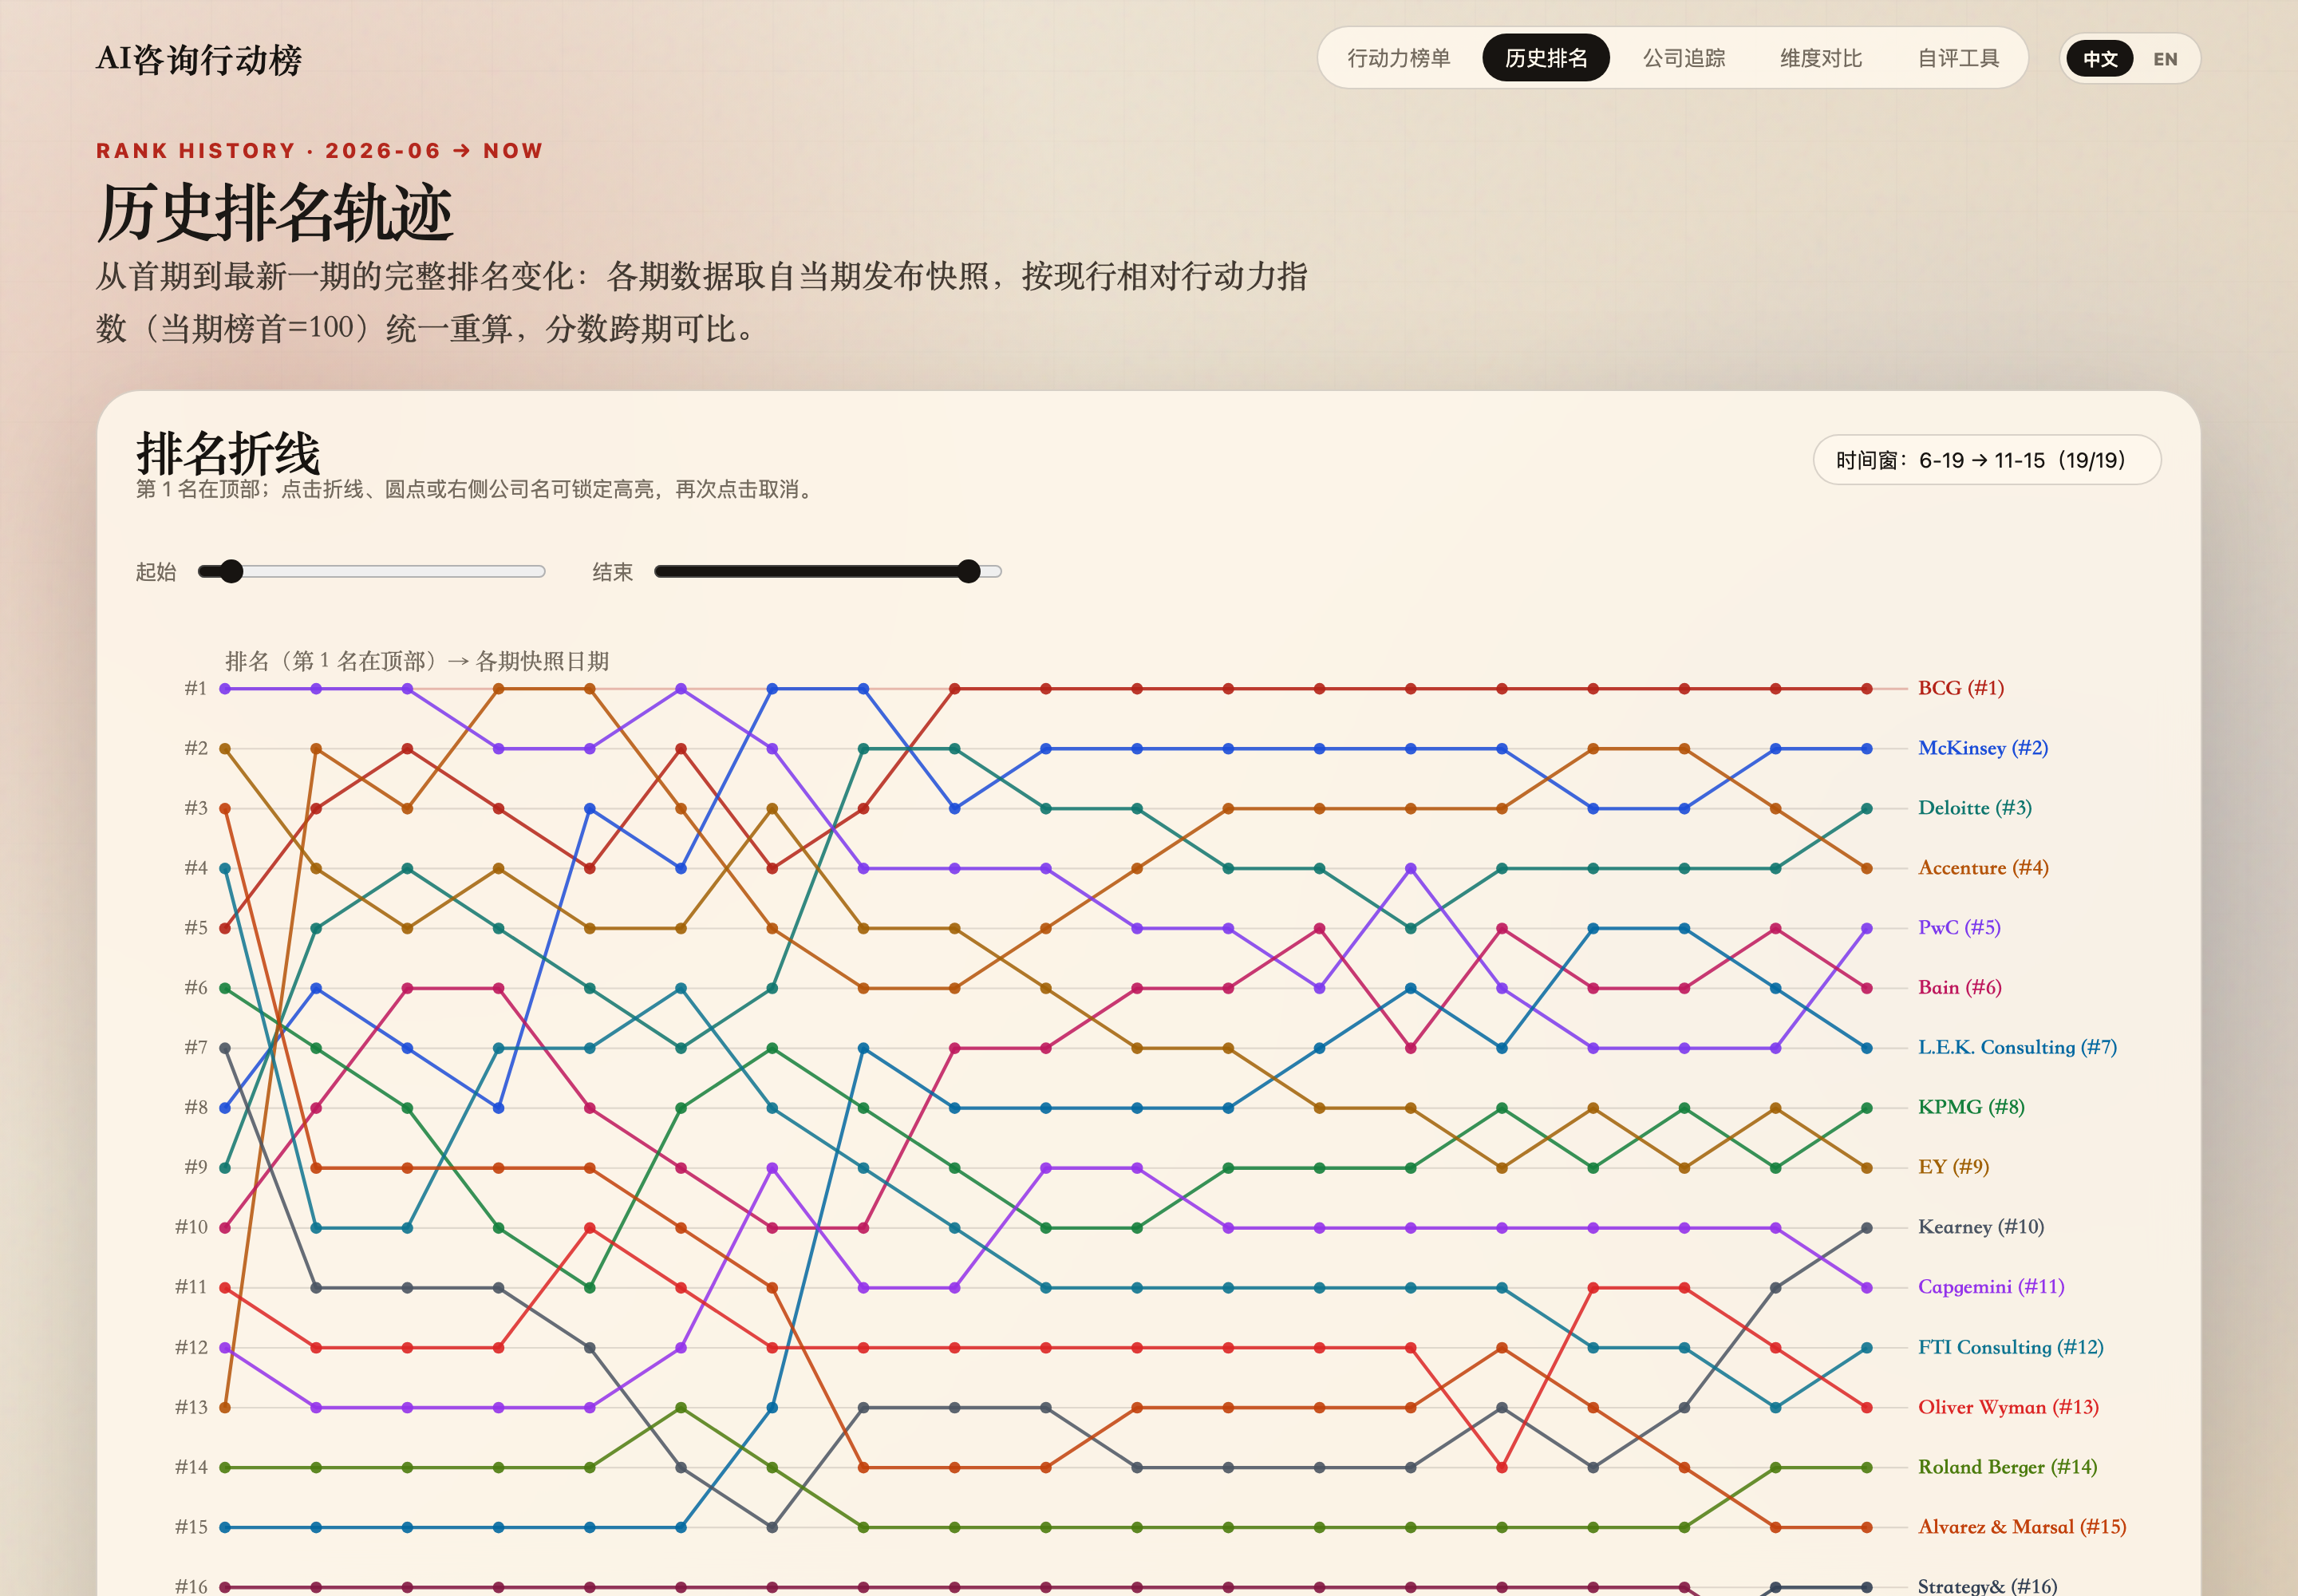 AI咨询行动榜
行动力榜单
历史排名
公司追踪
维度对比
自评工具
中文
EN
RANK HISTORY · 2026-06 → NOW
历史排名轨迹
从首期到最新一期的完整排名变化：各期数据取自当期发布快照，按现行相对行动力指
数（当期榜首=100）统一重算，分数跨期可比。
排名折线
第 1 名在顶部；点击折线、圆点或右侧公司名可锁定高亮，再次点击取消。
时间窗：6-19 → 11-15（19/19）
起始
结束
排名（第 1 名在顶部）→ 各期快照日期
#1
BCG (#1)
#2
McKinsey (#2)
#3
Deloitte (#3)
#4
Accenture (#4)
#5
PwC (#5)
#6
Bain (#6)
#7
L.E.K. Consulting (#7)
#8
KPMG (#8)
#9
EY (#9)
#10
Kearney (#10)
#11
Capgemini (#11)
#12
FTI Consulting (#12)
#13
Oliver Wyman (#13)
#14
Roland Berger (#14)
#15
Alvarez & Marsal (#15)
#16
Strategy& (#16)